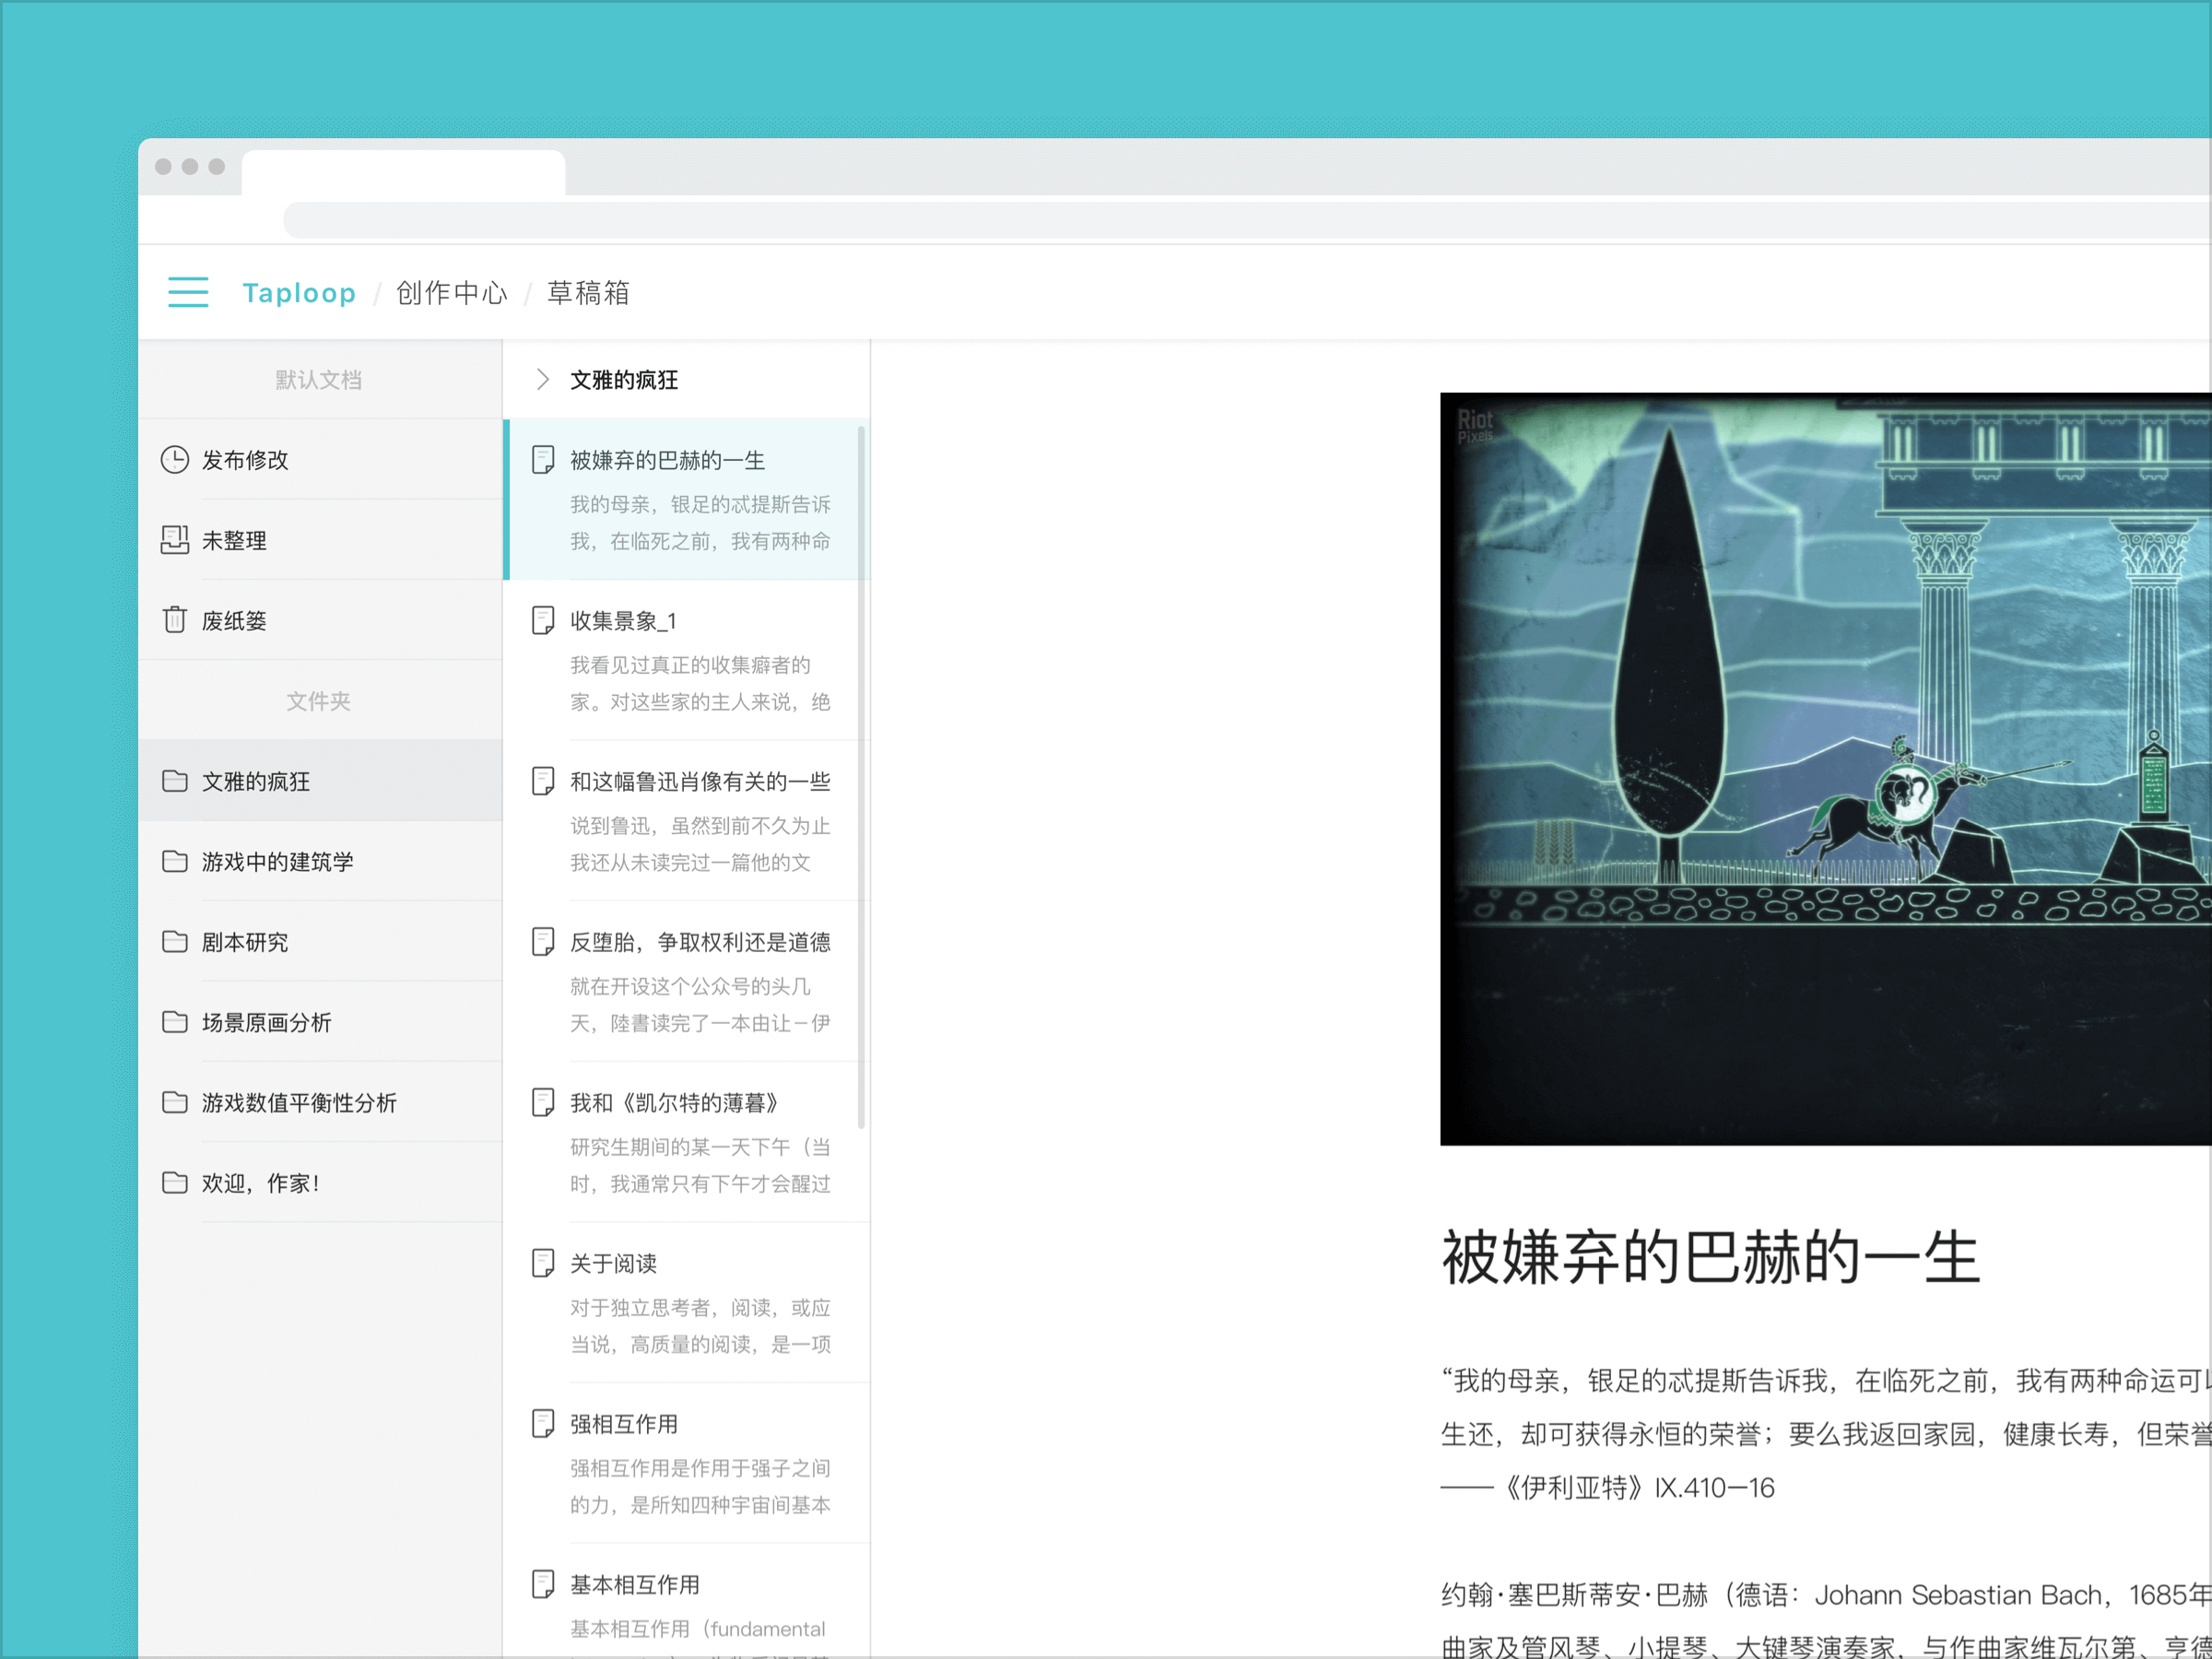 Taploop / 创作中心 / 草稿箱
默认文档
发布修改
未整理
废纸篓
文件夹
文雅的疯狂
游戏中的建筑学
剧本研究
场景原画分析
游戏数值平衡性分析
欢迎，作家！
文雅的疯狂
被嫌弃的巴赫的一生
我的母亲，银足的忒提斯告诉
我，在临死之前，我有两种命
收集景象_1
我看见过真正的收集癖者的
家。对这些家的主人来说，绝
和这幅鲁迅肖像有关的一些
说到鲁迅，虽然到前不久为止
我还从未读完过一篇他的文
反堕胎，争取权利还是道德
就在开设这个公众号的头几
天，陸書读完了一本由让－伊
我和《凯尔特的薄暮》
研究生期间的某一天下午（当
时，我通常只有下午才会醒过
关于阅读
对于独立思考者，阅读，或应
当说，高质量的阅读，是一项
强相互作用
强相互作用是作用于强子之间
的力，是所知四种宇宙间基本
基本相互作用
基本相互作用（fundamental
Riot
Pixels
被嫌弃的巴赫的一生
“我的母亲，银足的忒提斯告诉我，在临死之前，我有两种命运可
生还，却可获得永恒的荣誉；要么我返回家园，健康长寿，但荣誉
——《伊利亚特》IX.410—16
约翰·塞巴斯蒂安·巴赫（德语：Johann Sebastian Bach，1685年
曲家及管风琴、小提琴、大键琴演奏家，与作曲家维瓦尔第、亨德